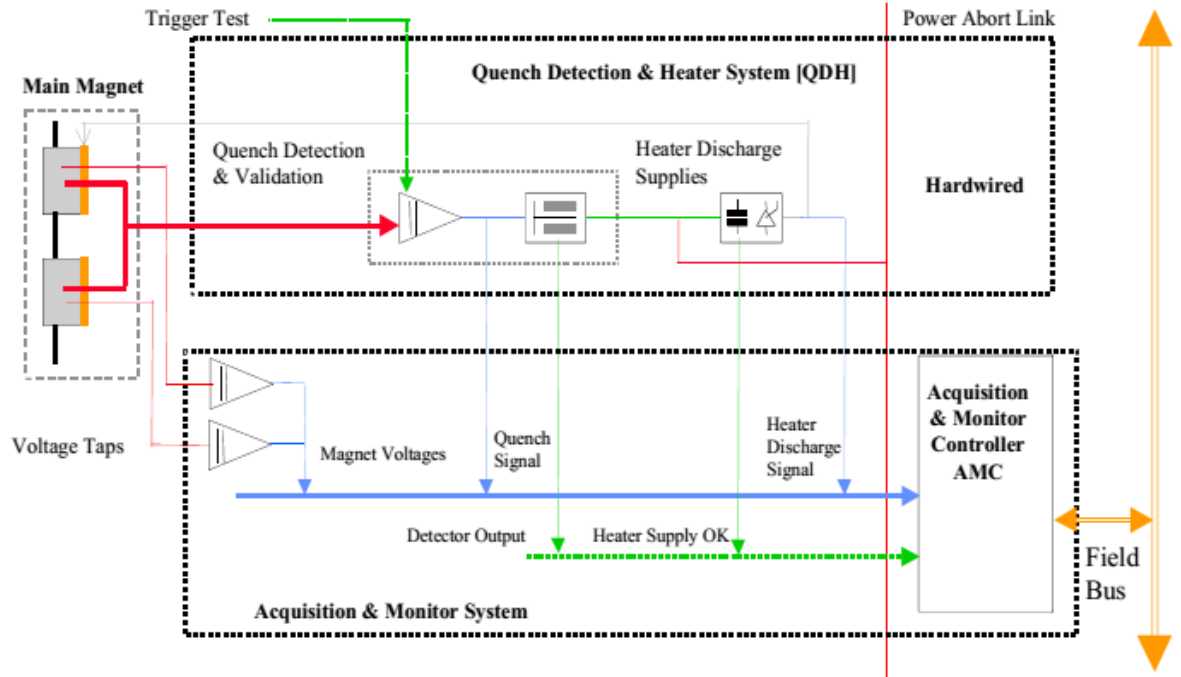 Trigger Test
Power Abort Link
Quench Detection & Heater System [QDH]
Main Magnet
Quench Detection
& Validation
Heater Discharge
Supplies
Hardwired
Voltage Taps
Magnet Voltages
Quench
Signal
Heater
Discharge
Signal
Acquisition
& Monitor
Controller
AMC
Detector Output
Heater Supply OK
Field
Bus
Acquisition & Monitor System